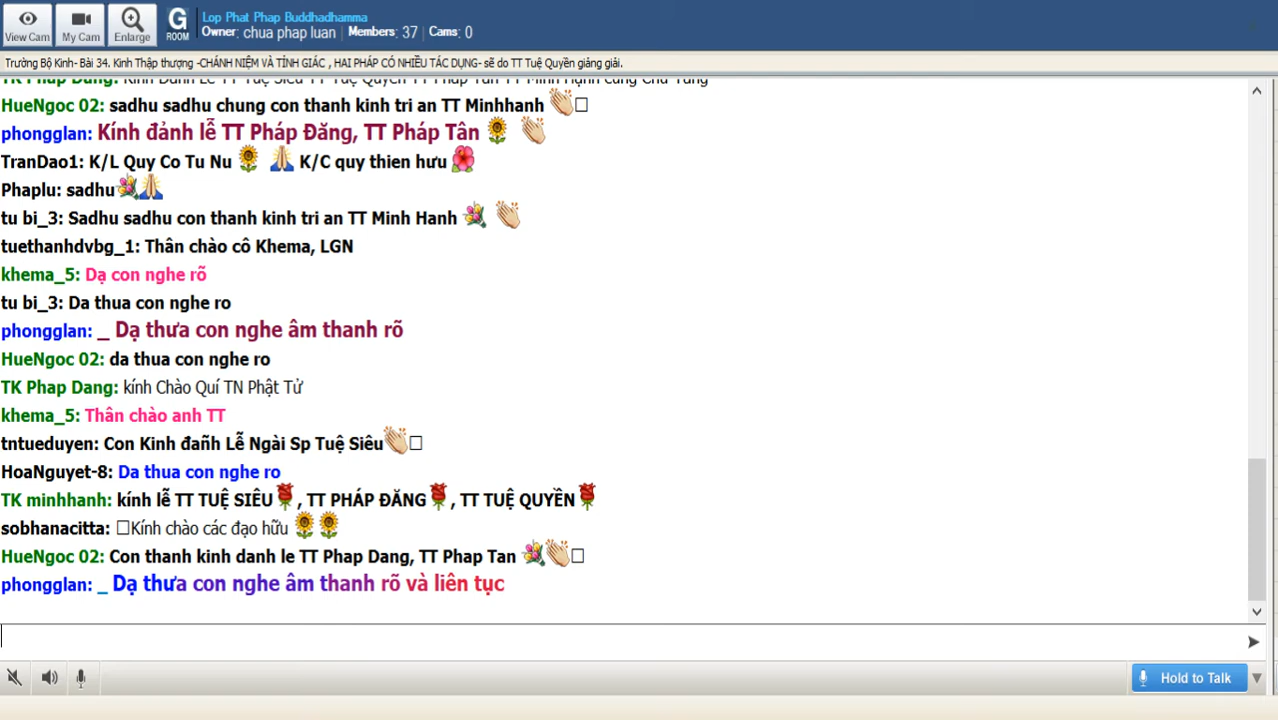 View Cam
My Cam
Enlarge
G
ROOM
Lop Phat Phap Buddhadhamma
Owner: chua phap luan | Members: 37 | Cams: 0
Trường Bộ Kinh- Bài 34. Kinh Thập thượng -CHÁNH NIỆM VÀ TỈNH GIÁC , HAI PHÁP CÓ NHIỀU TÁC DỤNG- sẽ do TT Tuệ Quyền giảng giải.
HueNgoc 02: sadhu sadhu chung con thanh kinh tri an TT Minhhanh
phongglan: Kính đảnh lễ TT Pháp Đăng, TT Pháp Tân
TranDao1: K/L Quy Co Tu Nu K/C quy thien hưu
Phaplu: sadhu
tu bi_3: Sadhu sadhu con thanh kinh tri an TT Minh Hanh
tuethanhdvbg_1: Thân chào cô Khema, LGN
khema_5: Dạ con nghe rõ
tu bi_3: Da thua con nghe ro
phongglan: _ Dạ thưa con nghe âm thanh rõ
HueNgoc 02: da thua con nghe ro
TK Phap Dang: kính Chào Quí TN Phật Tử
khema_5: Thân chào anh TT
tntueduyen: Con Kinh đañh Lễ Ngài Sp Tuệ Siêu
HoaNguyet-8: Da thua con nghe ro
TK minhhanh: kính lễ TT TUỆ SIÊU, TT PHÁP ĐĂNG, TT TUỆ QUYỀN
sobhanacitta: Kính chào các đạo hữu
HueNgoc 02: Con thanh kinh danh le TT Phap Dang, TT Phap Tan
phongglan: _ Dạ thưa con nghe âm thanh rõ và liên tục
Hold to Talk